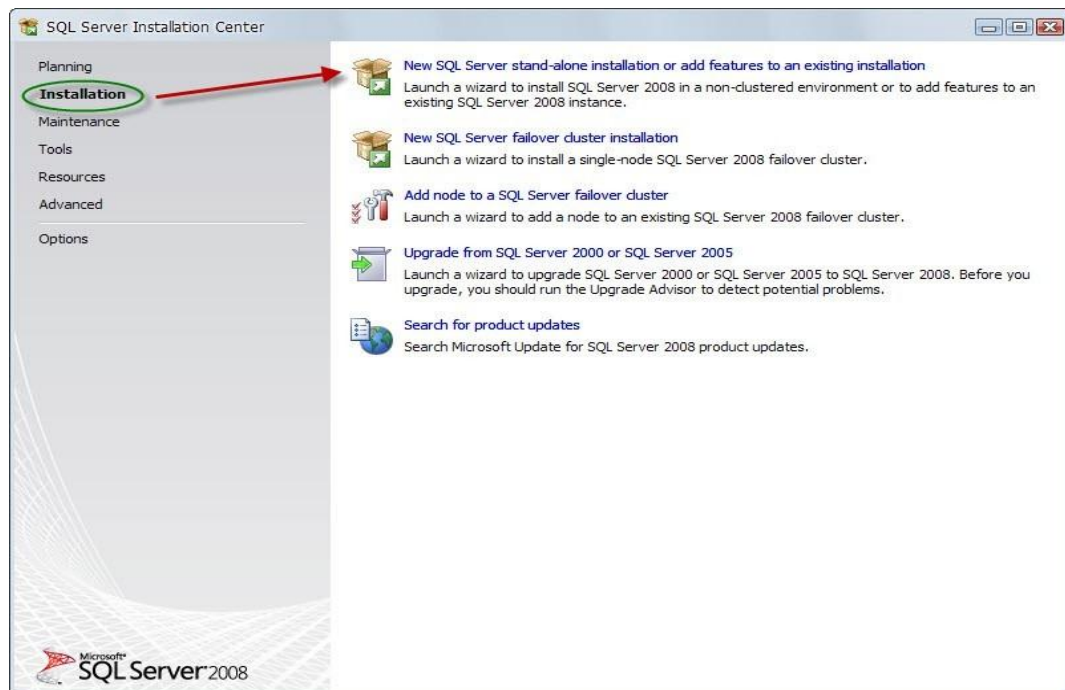 SQL Server Installation Center
Planning
Installation
Maintenance
Tools
Resources
Advanced
Options
New SQL Server stand-alone installation or add features to an existing installation
Launch a wizard to install SQL Server 2008 in a non-clustered environment or to add features to an
existing SQL Server 2008 instance.
New SQL Server failover cluster installation
Launch a wizard to install a single-node SQL Server 2008 failover cluster.
Add node to a SQL Server failover cluster
Launch a wizard to add a node to an existing SQL Server 2008 failover cluster.
Upgrade from SQL Server 2000 or SQL Server 2005
Launch a wizard to upgrade SQL Server 2000 or SQL Server 2005 to SQL Server 2008. Before you
upgrade, you should run the Upgrade Advisor to detect potential problems.
Search for product updates
Search Microsoft Update for SQL Server 2008 product updates.
Microsoft®
SQL Server 2008